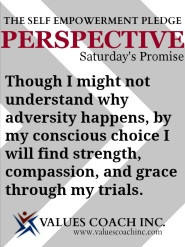 THE SELF EMPOWERMENT PLEDGE
PERSPECTIVE
Saturday's Promise
Though I might not
understand why
adversity happens, by
my conscious choice I
will find strength,
compassion, and grace
through my trials.
VALUES COACH INC.
www.valuescoachinc.com